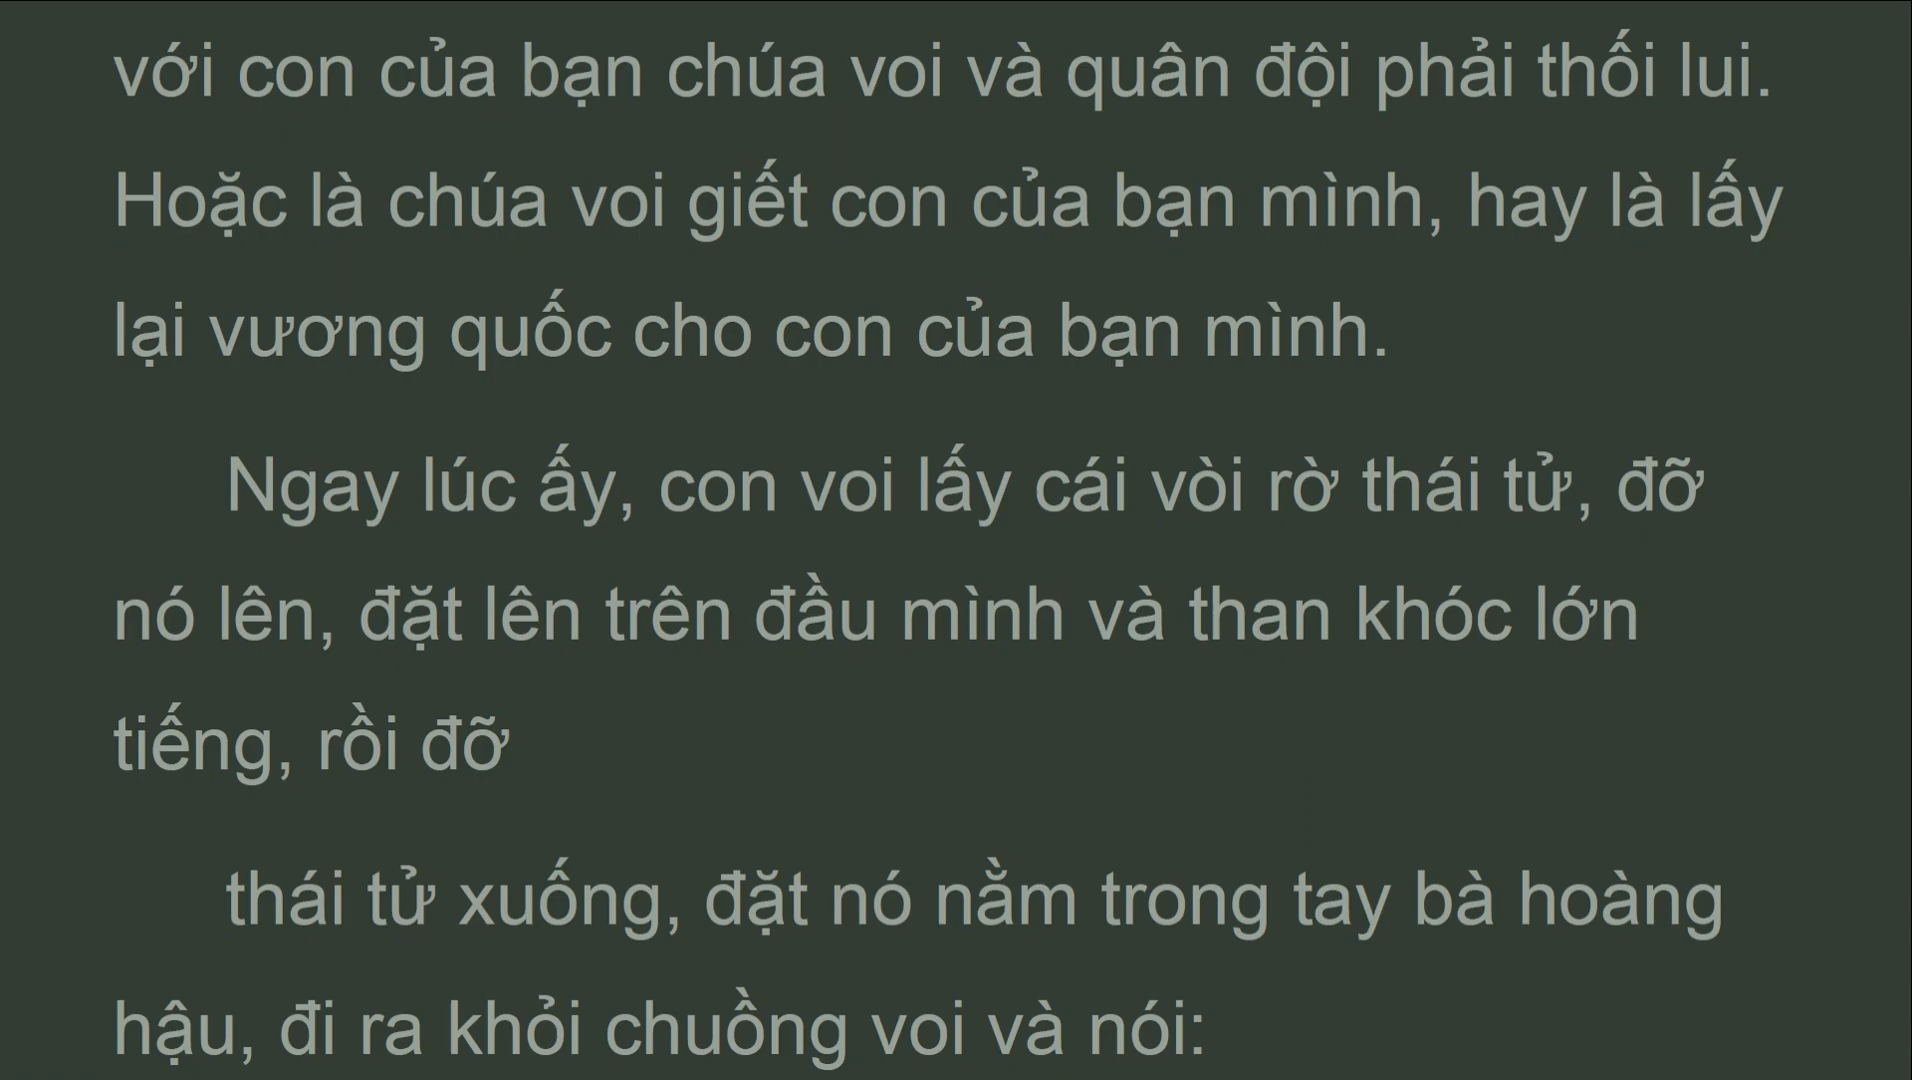 với con của bạn chúa voi và quân đội phải thối lui.
Hoặc là chúa voi giết con của bạn mình, hay là lấy
lại vương quốc cho con của bạn mình.
Ngay lúc ấy, con voi lấy cái vòi rờ thái tử, đỡ
nó lên, đặt lên trên đầu mình và than khóc lớn
tiếng, rồi đỡ
thái tử xuống, đặt nó nằm trong tay bà hoàng
hậu, đi ra khỏi chuồng voi và nói: